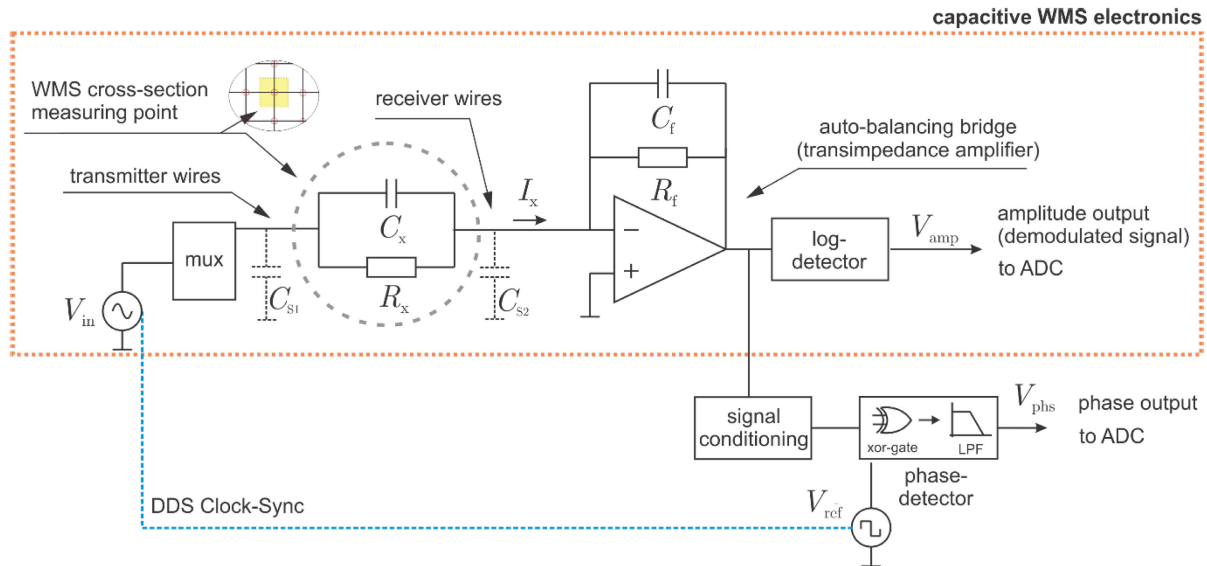 capacitive WMS electronics
WMS cross-section
measuring point
receiver wires
transmitter wires
C_f
R_f
auto-balancing bridge
(transimpedance amplifier)
I_x
C_x
R_x
mux
V_in
C_S1
C_S2
−
+
log-
detector
V_amp
amplitude output
(demodulated signal)
to ADC
signal
conditioning
xor-gate
LPF
V_phs
phase output
to ADC
phase-
detector
DDS Clock-Sync
V_ref